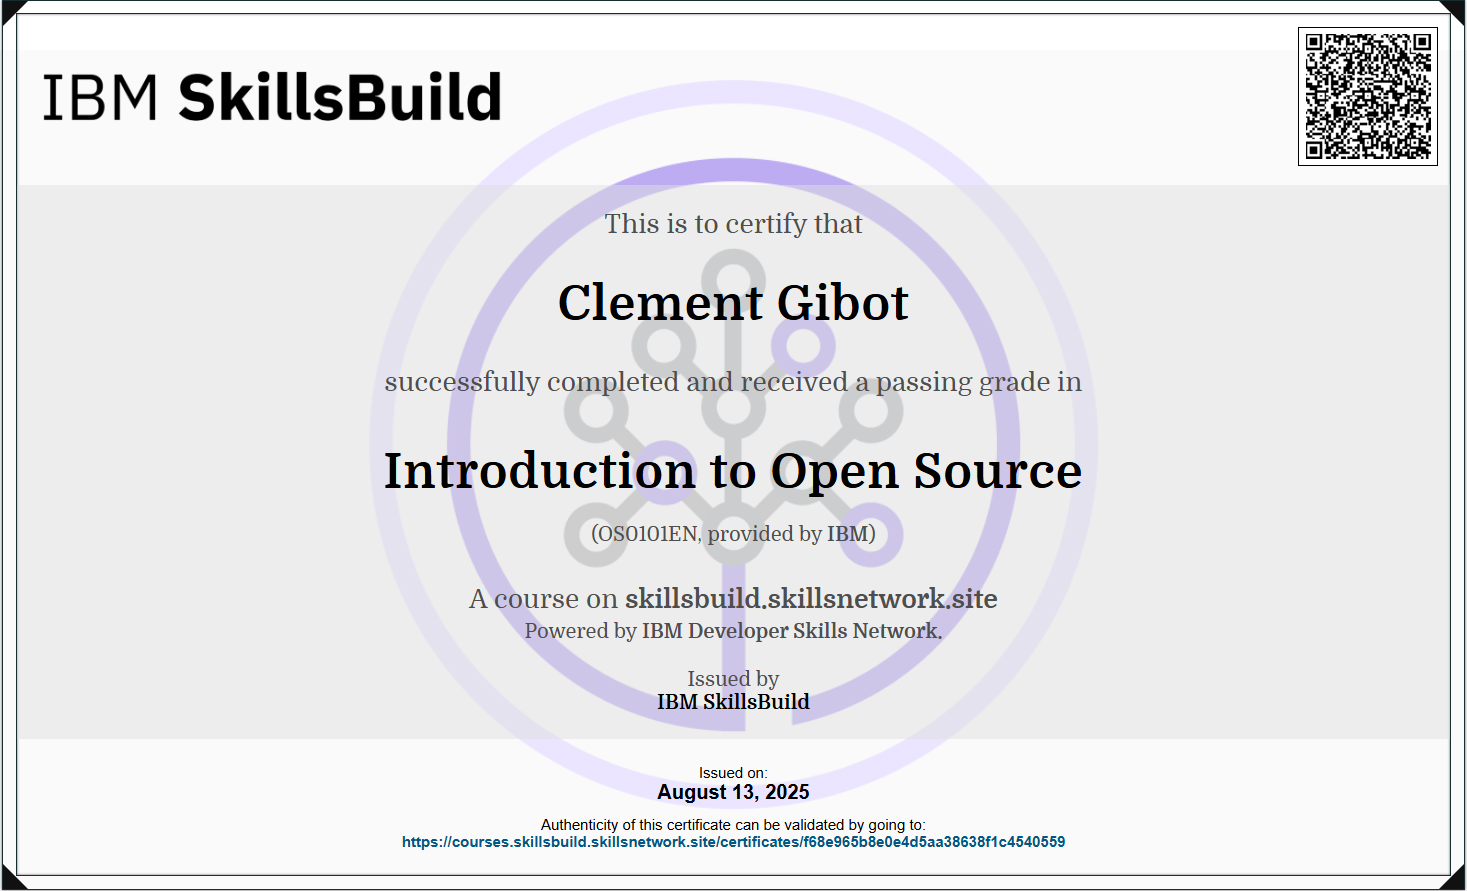 IBM SkillsBuild
This is to certify that
Clement Gibot
successfully completed and received a passing grade in
Introduction to Open Source
(OS0101EN, provided by IBM)
A course on skillsbuild.skillsnetwork.site
Powered by IBM Developer Skills Network.
Issued by
IBM SkillsBuild
Issued on:
August 13, 2025
Authenticity of this certificate can be validated by going to:
https://courses.skillsbuild.skillsnetwork.site/certificates/f68e965b8e0e4d5aa38638f1c4540559